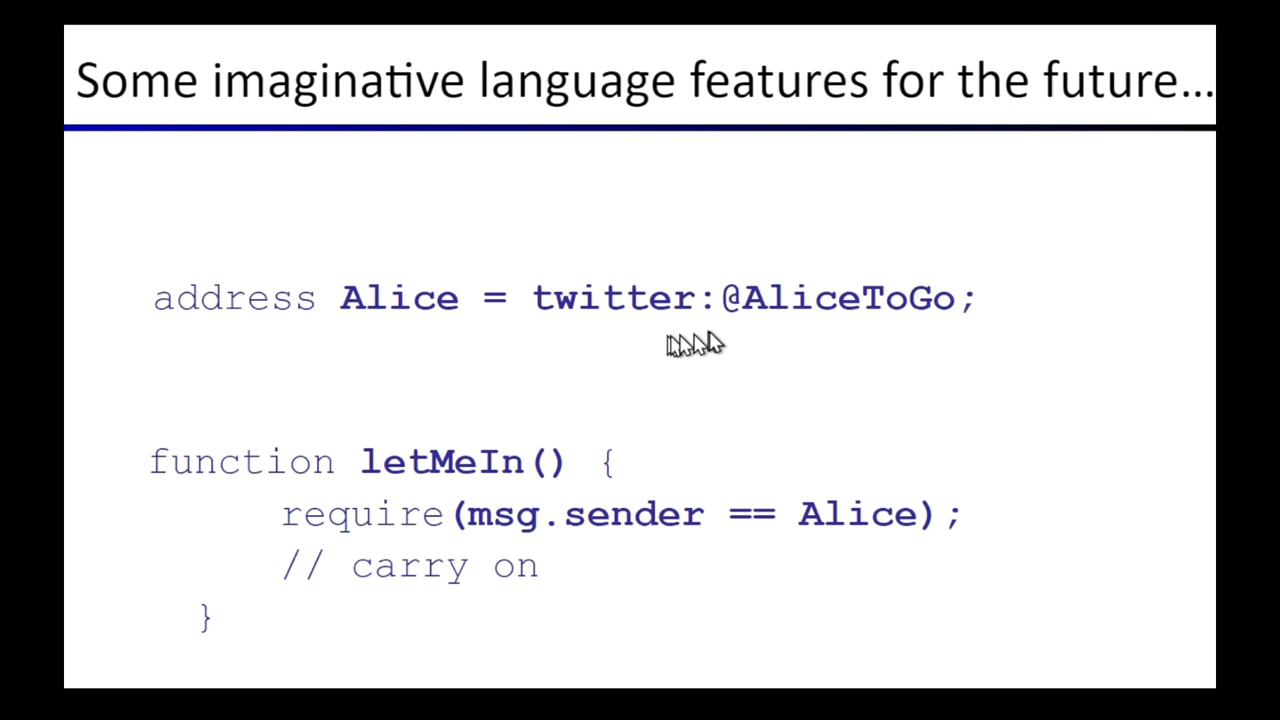 Some imaginative language features for the future...
address Alice = twitter:@AliceToGo;
function letMeIn() {
require(msg.sender == Alice);
// carry on
}